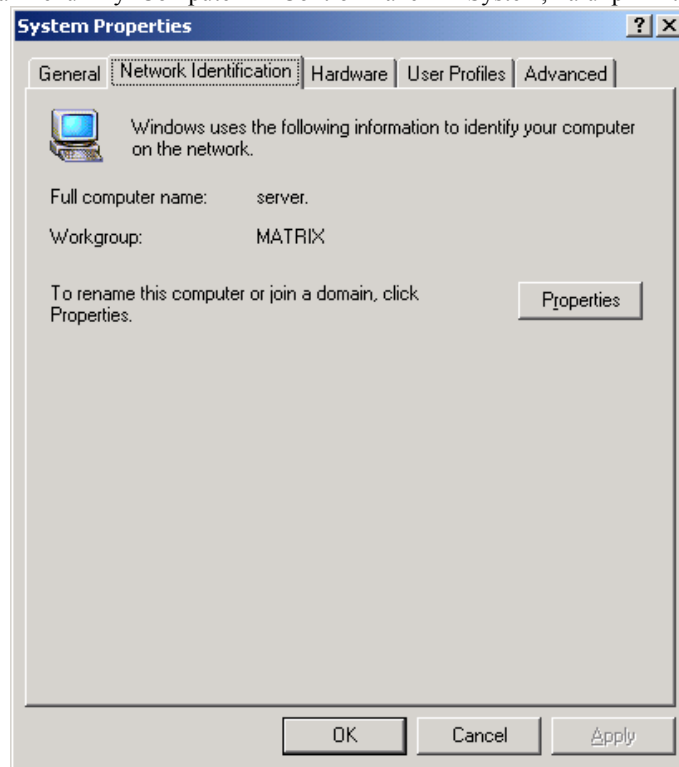 System Properties ? ×
General Network Identification Hardware User Profiles Advanced
Windows uses the following information to identify your computer
on the network.
Full computer name: server.
Workgroup: MATRIX
To rename this computer or join a domain, click
Properties.
Properties
OK Cancel Apply